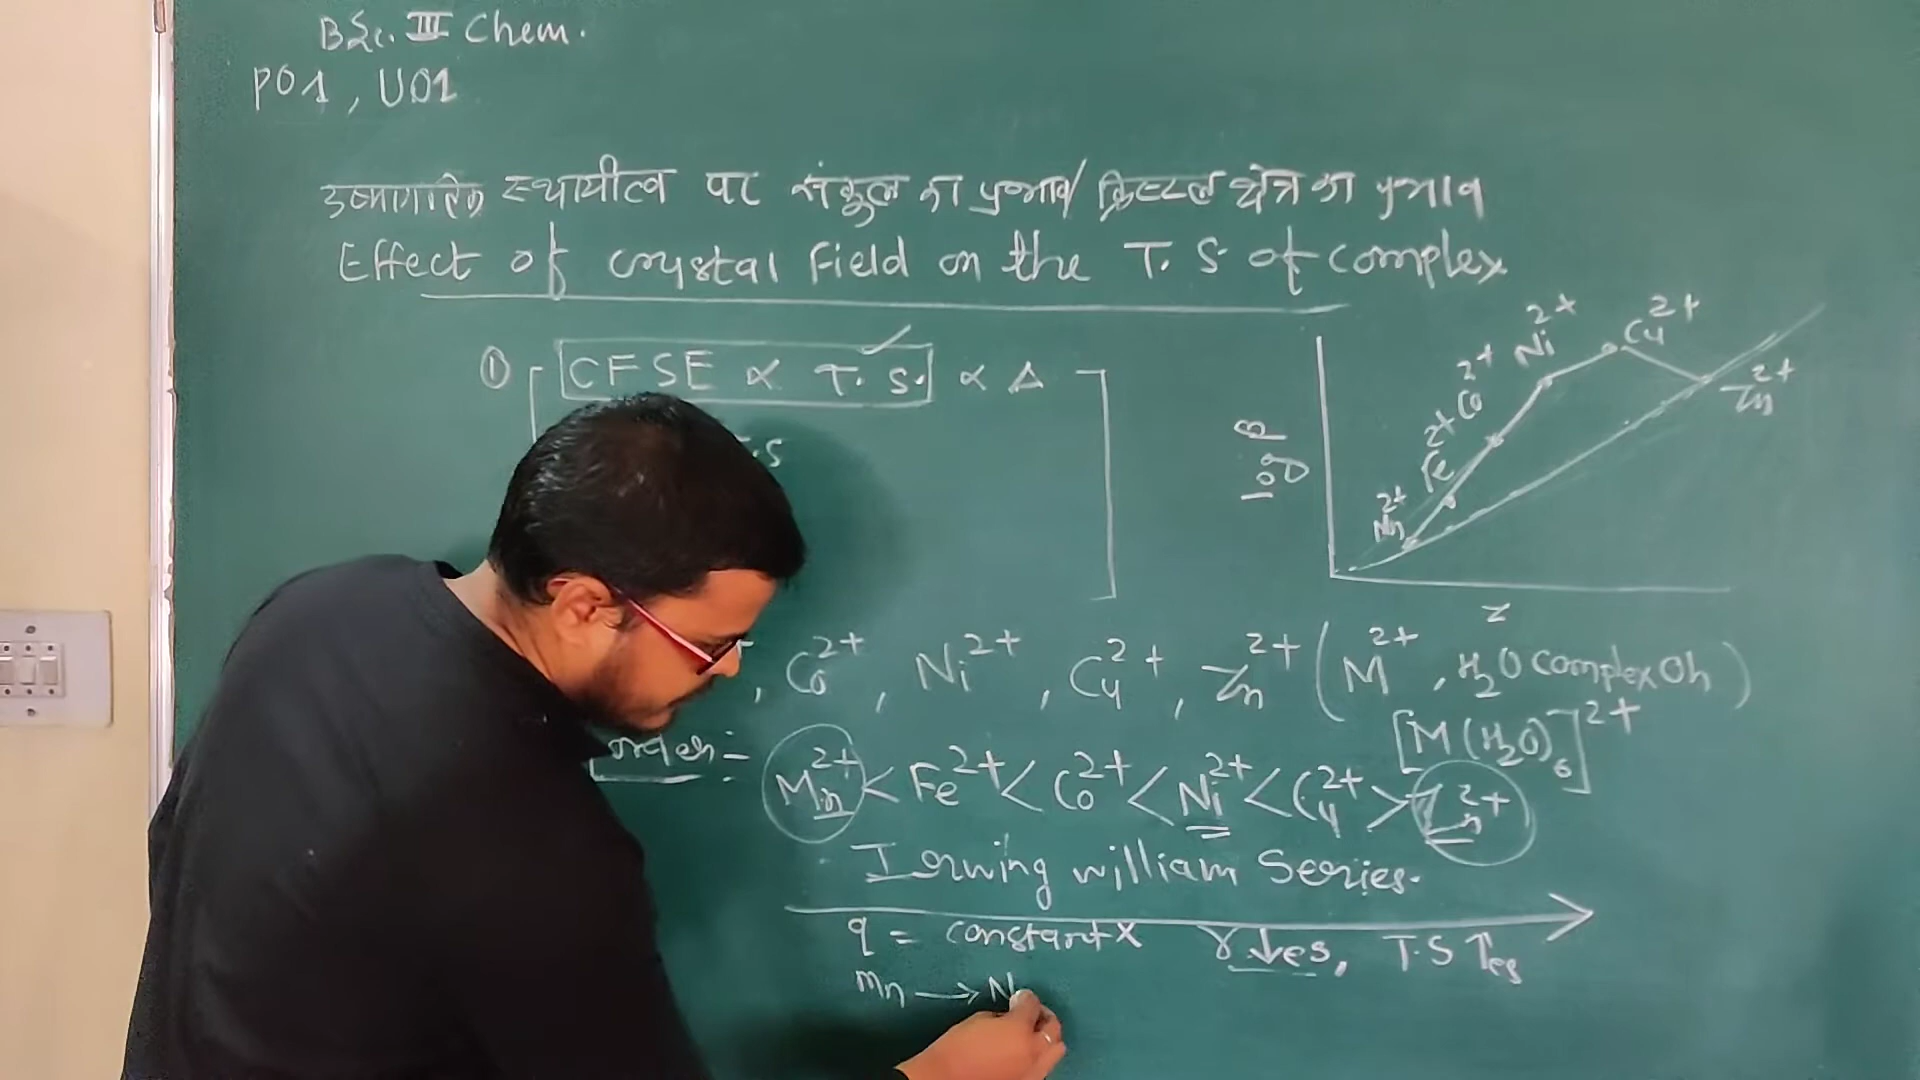 BSc. III Chem.
P01, U01
उष्मागतिक स्थायीत्व पर संकुल का प्रभाव/क्रिस्टल क्षेत्र का प्रभाव
Effect of crystal Field on the T. S. of complex
① CFSE ∝ T. S. ∝ Δ
.S
log β
Mn²⁺ Fe²⁺ Co²⁺ Ni²⁺ Cu²⁺ Zn²⁺
Z
, Co²⁺, Ni²⁺, Cu²⁺, Zn²⁺ (M²⁺, H₂O complex Oh)
[M(H₂O)₆]²⁺
order = Mn²⁺ < Fe²⁺ < Co²⁺ < Ni²⁺ < Cu²⁺ > Zn²⁺
Irwing william Series.
q = constant x r ↓es, T.S ↑es
Mn → N